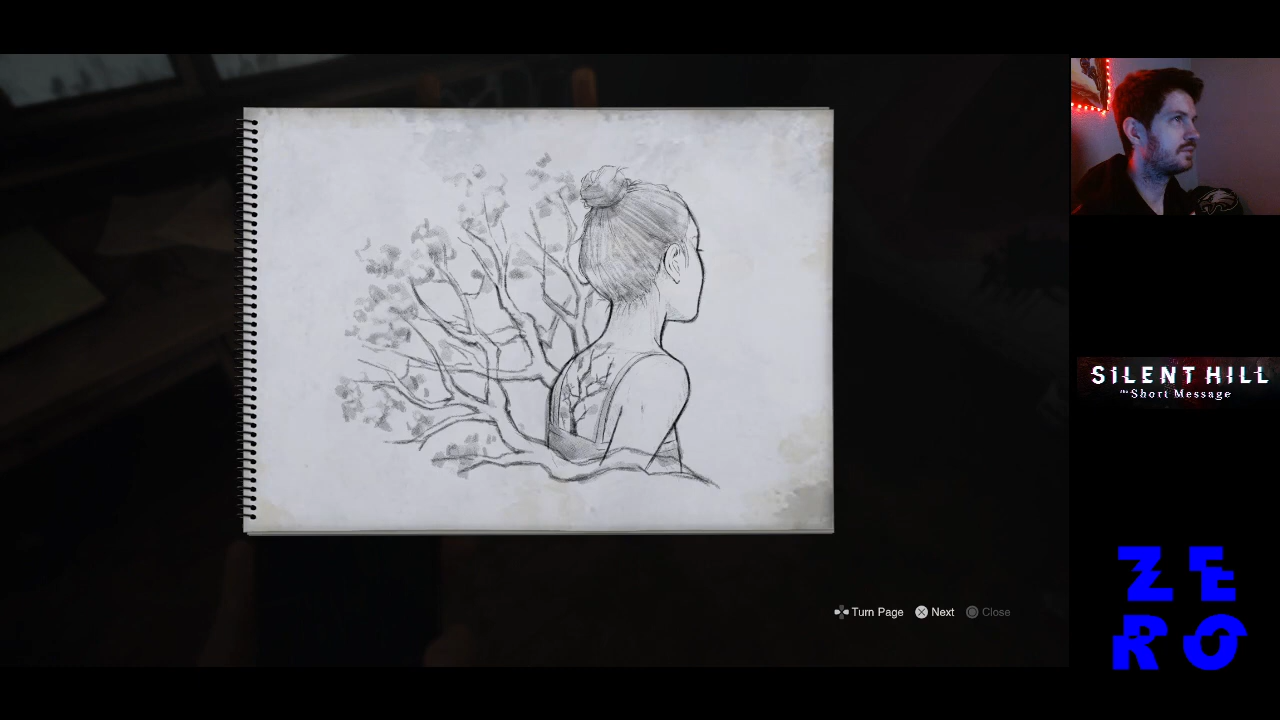 SiLENT HiLL
the Short Message
ZE
RO
Turn Page Next Close